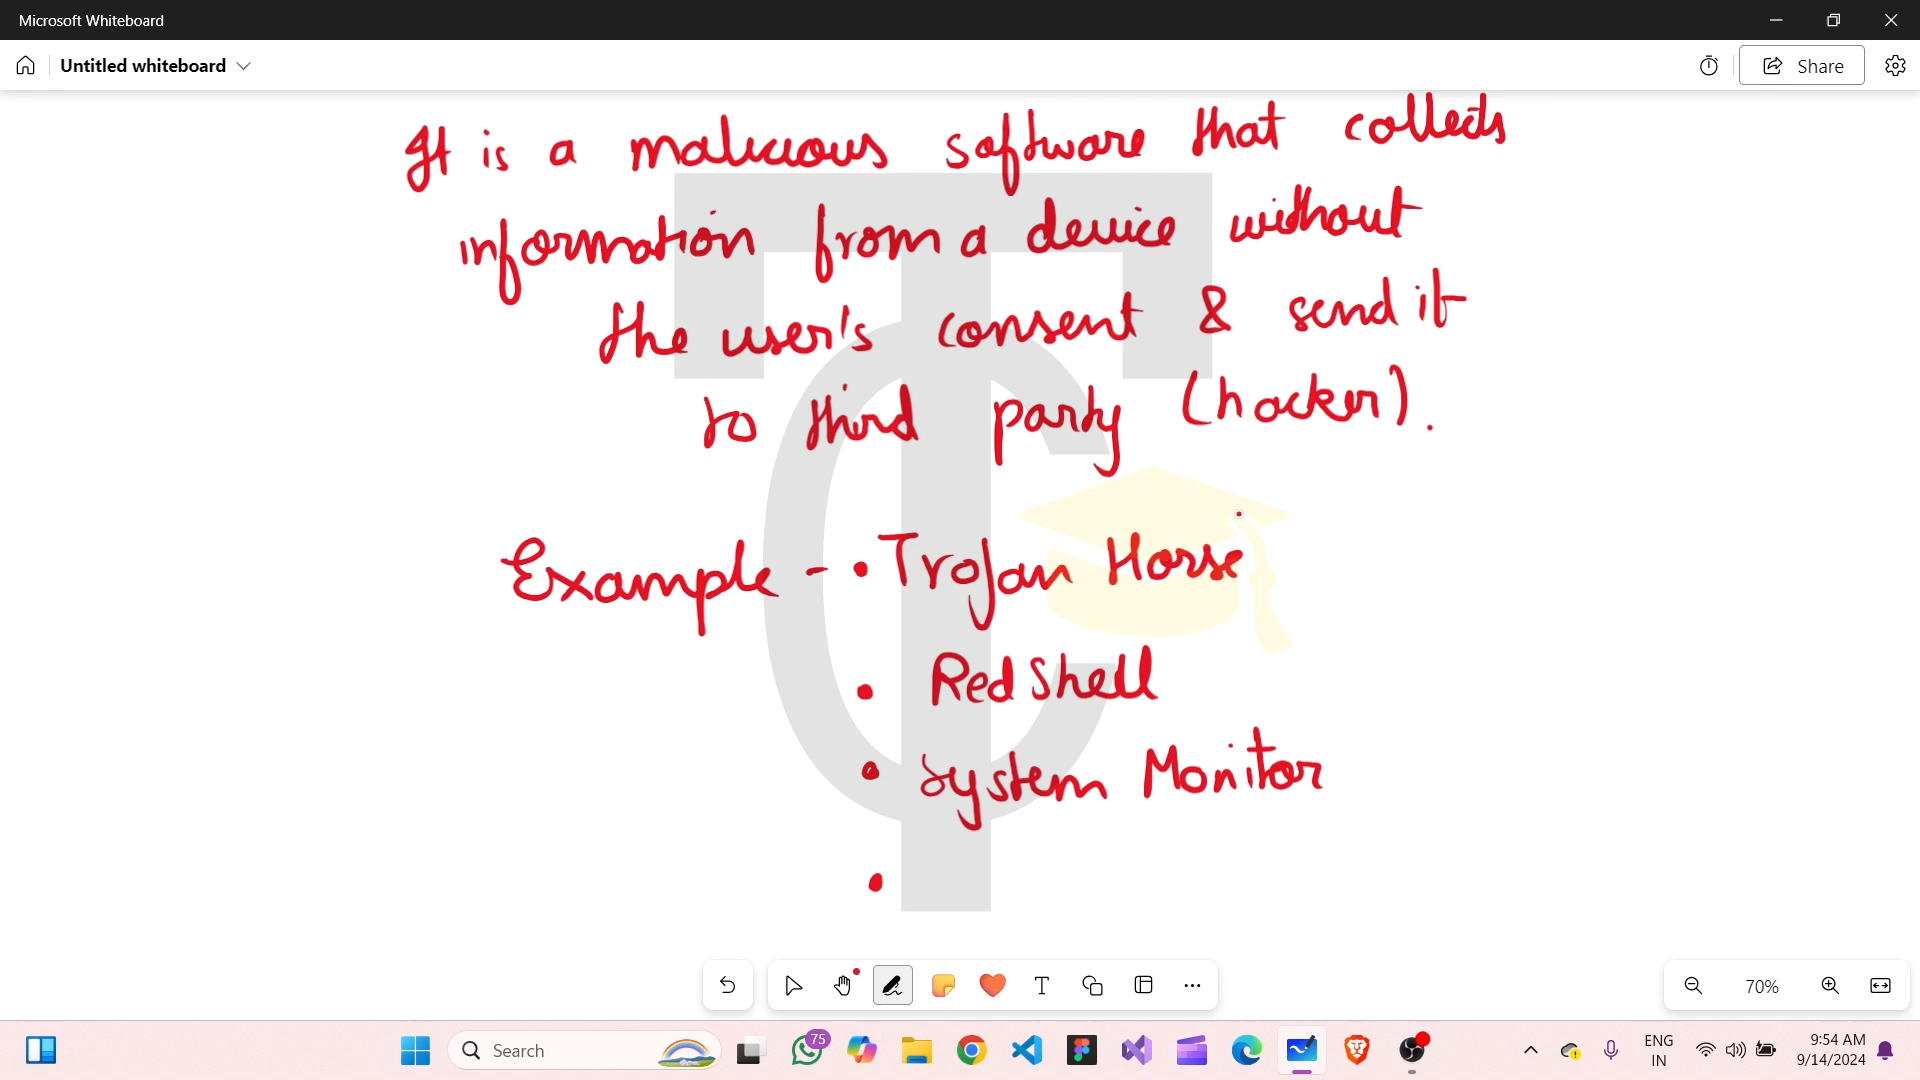 Microsoft Whiteboard
Untitled whiteboard
Share
It is a malicious software that collects
information from a device without
the user's consent & send it
to third party (hacker).
Example - • Trojan Horse
• Red Shell
• System Monitor
•
70%
Search
75
ENG
IN
9:54 AM
9/14/2024